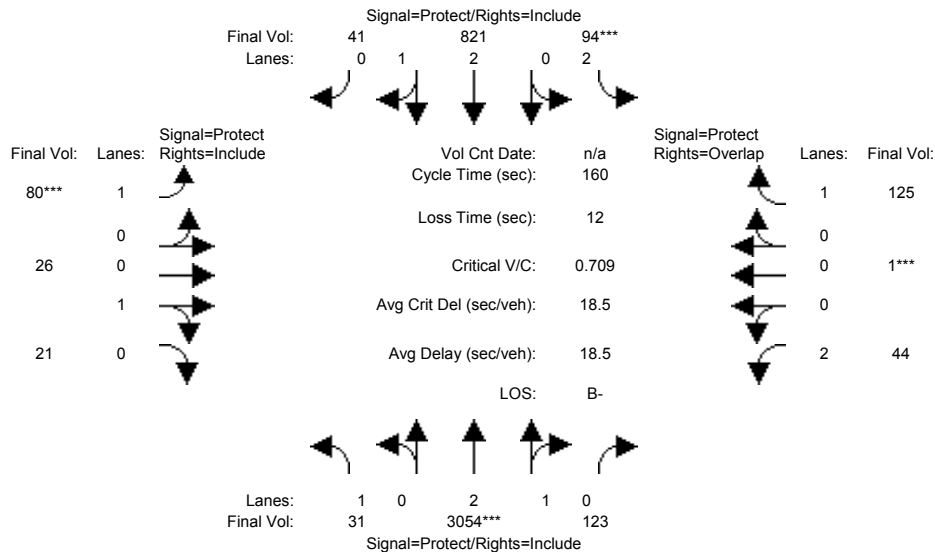 Signal=Protect/Rights=Include
Final Vol: 41 821 94***
Lanes: 0 1 2 0 2
Signal=Protect Signal=Protect
Final Vol: Lanes: Rights=Include Vol Cnt Date: n/a Rights=Overlap Lanes: Final Vol:
Cycle Time (sec): 160
80*** 1 1 125
Loss Time (sec): 12
0 0
26 0 Critical V/C: 0.709 0 1***
1 Avg Crit Del (sec/veh): 18.5 0
21 0 Avg Delay (sec/veh): 18.5 2 44
LOS: B-
Lanes: 1 0 2 1 0
Final Vol: 31 3054*** 123
Signal=Protect/Rights=Include